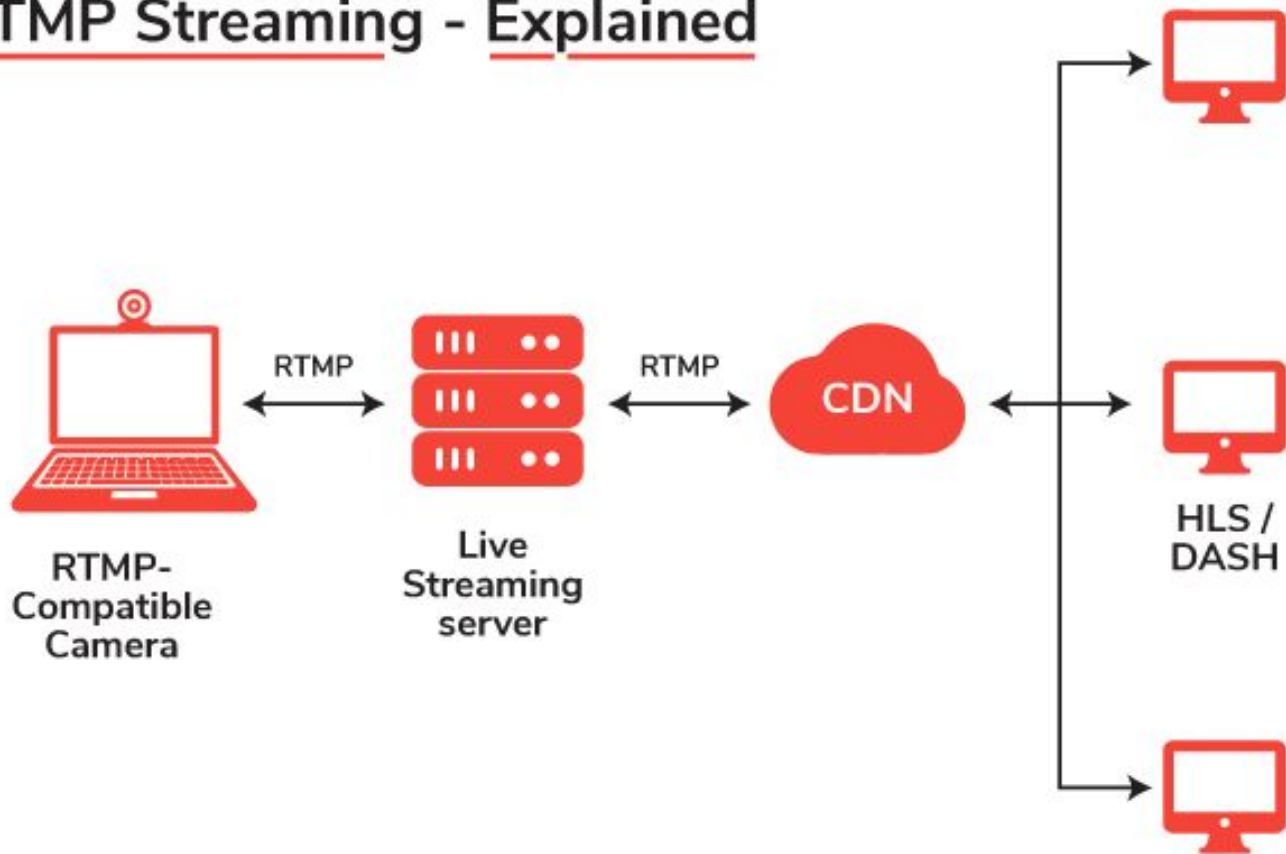 TMP Streaming - Explained
RTMP
RTMP
CDN
RTMP-
Compatible
Camera
Live
Streaming
server
HLS /
DASH